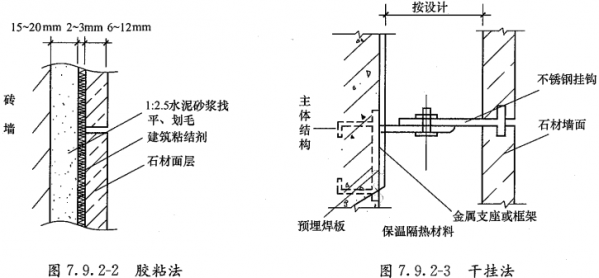 15~20mm 2~3mm 6~12mm
砖
墙
1:2.5水泥砂浆找
平、划毛
建筑粘结剂
石材面层
图 7.9.2-2 胶粘法
按设计
主
体
结
构
不锈钢挂钩
石材墙面
金属支座或框架
预埋焊板
保温隔热材料
图 7.9.2-3 干挂法